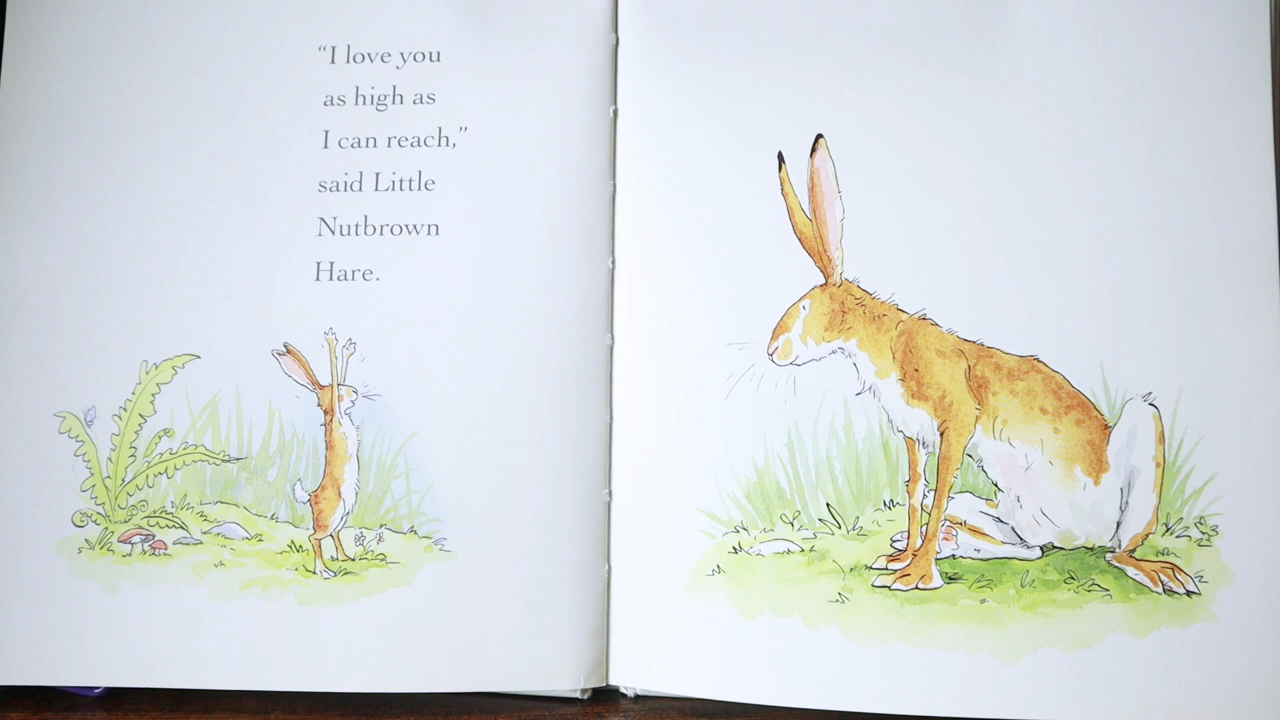 “I love you
as high as
I can reach,”
said Little
Nutbrown
Hare.